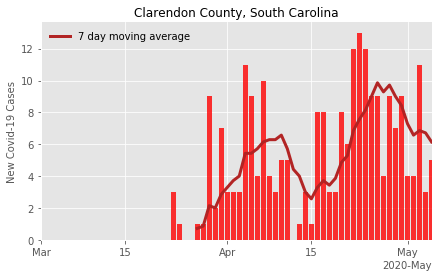 Clarendon County, South Carolina
7 day moving average
New Covid-19 Cases
12
10
8
6
4
2
0
Mar 15 Apr 15 May
2020-May